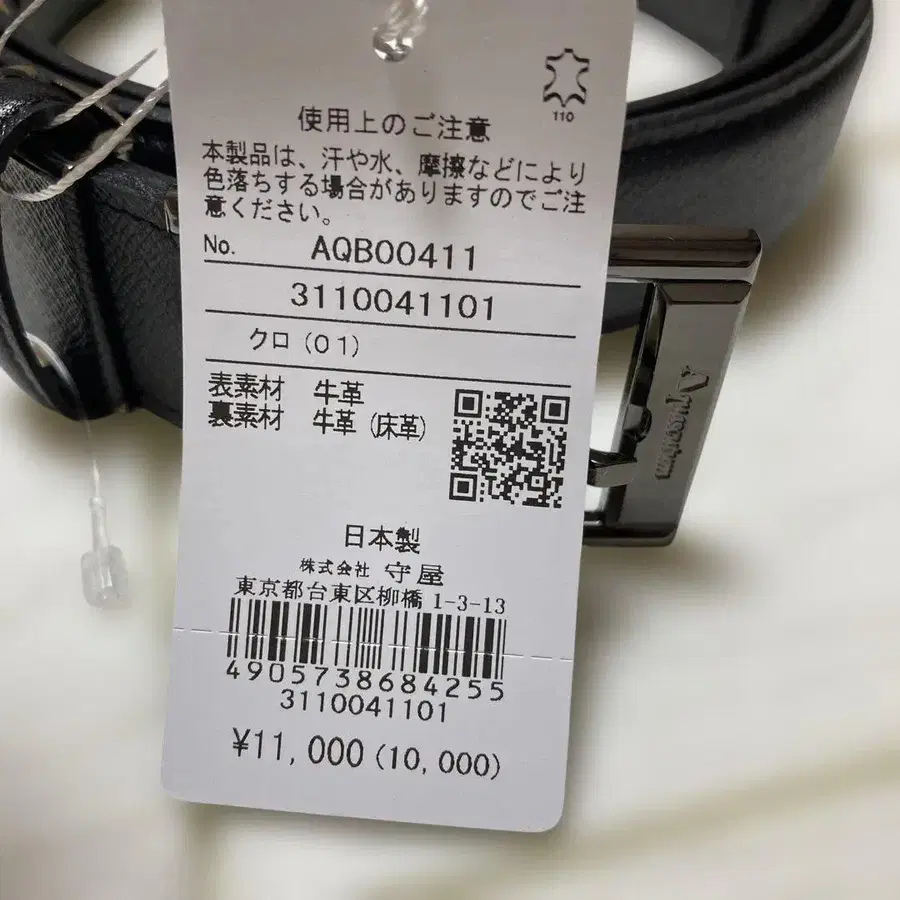 110
使用上のご注意
本製品は、汗や水、摩擦などにより
色落ちする場合がありますのでご注
意ください。
No. AQB00411
3110041101
クロ(01)
表素材 牛革
裏素材 牛革(床革)
日本製
株式会社 守屋
東京都台東区柳橋1-3-13
4905738684255
3110041101
¥11,000(10,000)
Aquascutum